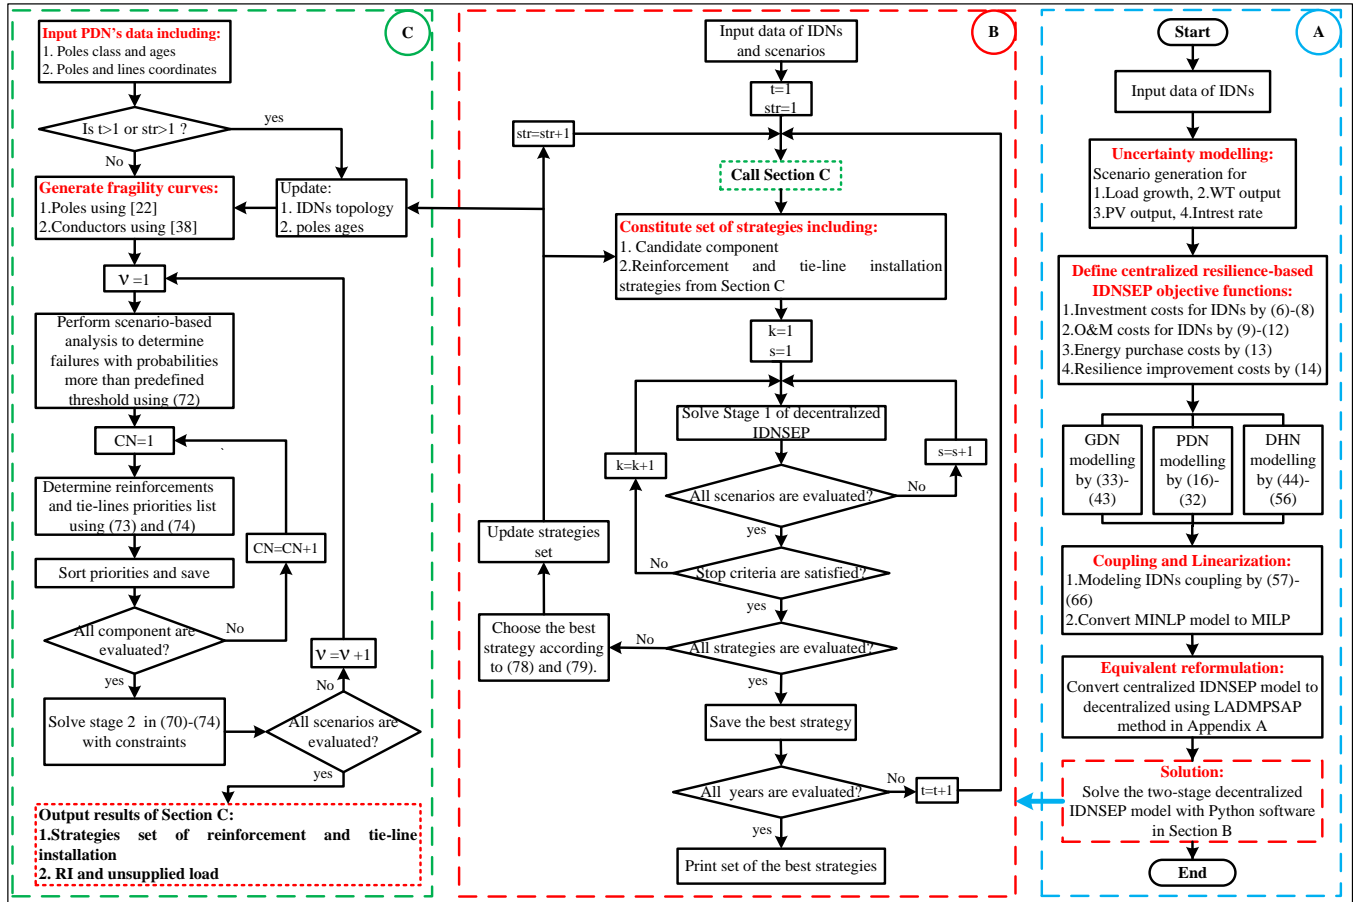 C
Input PDN's data including:
1. Poles class and ages
2. Poles and lines coordinates
Is t>1 or str>1 ?
yes
No
Generate fragility curves:
1.Poles using [22]
2.Conductors using [38]
Update:
1. IDNs topology
2. poles ages
ν =1
Perform scenario-based
analysis to determine
failures with probabilities
more than predefined
threshold using (72)
CN=1
Determine reinforcements
and tie-lines priorities list
using (73) and (74)
CN=CN+1
Sort priorities and save
All component are
evaluated?
No
yes
ν =ν +1
No
Solve stage 2 in (70)-(74)
with constraints
All scenarios are
evaluated?
yes
Output results of Section C:
1.Strategies set of reinforcement and tie-line
installation
2. RI and unsupplied load
B
Input data of IDNs
and scenarios
t=1
str=1
str=str+1
Call Section C
Constitute set of strategies including:
1. Candidate component
2.Reinforcement and tie-line installation
strategies from Section C
k=1
s=1
Solve Stage 1 of decentralized
IDNSEP
k=k+1
s=s+1
All scenarios are evaluated?
No
yes
Update strategies
set
No
Stop criteria are satisfied?
yes
Choose the best
strategy according
to (78) and (79).
No
All strategies are evaluated?
yes
Save the best strategy
All years are evaluated?
No
t=t+1
yes
Print set of the best strategies
A
Start
Input data of IDNs
Uncertainty modelling:
Scenario generation for
1.Load growth, 2.WT output
3.PV output, 4.Intrest rate
Define centralized resilience-based
IDNSEP objective functions:
1.Investment costs for IDNs by (6)-(8)
2.O&M costs for IDNs by (9)-(12)
3.Energy purchase costs by (13)
4.Resilience improvement costs by (14)
GDN
modelling
by (33)-
(43)
PDN
modelling
by (16)-
(32)
DHN
modelling
by (44)-
(56)
Coupling and Linearization:
1.Modeling IDNs coupling by (57)-
(66)
2.Convert MINLP model to MILP
Equivalent reformulation:
Convert centralized IDNSEP model to
decentralized using LADMPSAP
method in Appendix A
Solution:
Solve the two-stage decentralized
IDNSEP model with Python software
in Section B
End